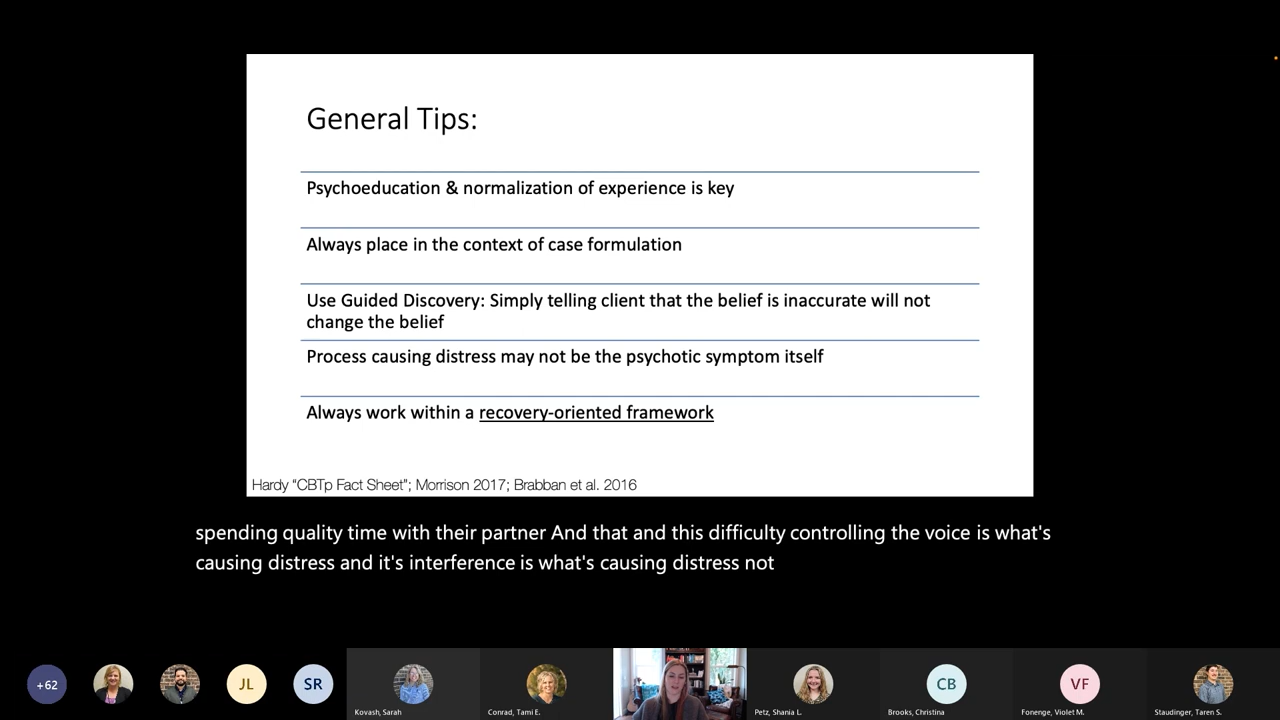 General Tips:
Psychoeducation & normalization of experience is key
Always place in the context of case formulation
Use Guided Discovery: Simply telling client that the belief is inaccurate will not
change the belief
Process causing distress may not be the psychotic symptom itself
Always work within a recovery-oriented framework
Hardy "CBTp Fact Sheet"; Morrison 2017; Brabban et al. 2016
spending quality time with their partner And that and this difficulty controlling the voice is what's
causing distress and it's interference is what's causing distress not
+62
JL
SR
CB
VF
Kovash, Sarah
Conrad, Tami E.
Petz, Shania L.
Brooks, Christina
Fonenge, Violet M.
Staudinger, Taren S.